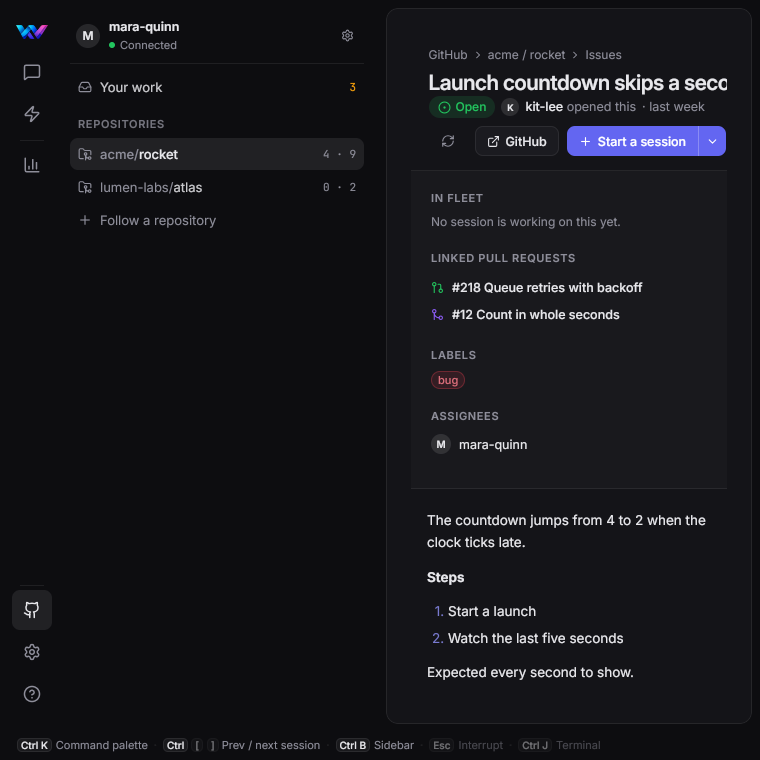 M
mara-quinn
Connected
Your work
3
REPOSITORIES
acme/rocket
4 · 9
lumen-labs/atlas
0 · 2
Follow a repository
GitHub
acme / rocket
Issues
Launch countdown skips a seco
Open
K
kit-lee opened this · last week
GitHub
Start a session
IN FLEET
No session is working on this yet.
LINKED PULL REQUESTS
#218 Queue retries with backoff
#12 Count in whole seconds
LABELS
bug
ASSIGNEES
M
mara-quinn
The countdown jumps from 4 to 2 when the
clock ticks late.
Steps
1. Start a launch
2. Watch the last five seconds
Expected every second to show.
Ctrl K Command palette · Ctrl [ ] Prev / next session · Ctrl B Sidebar · Esc Interrupt · Ctrl J Terminal